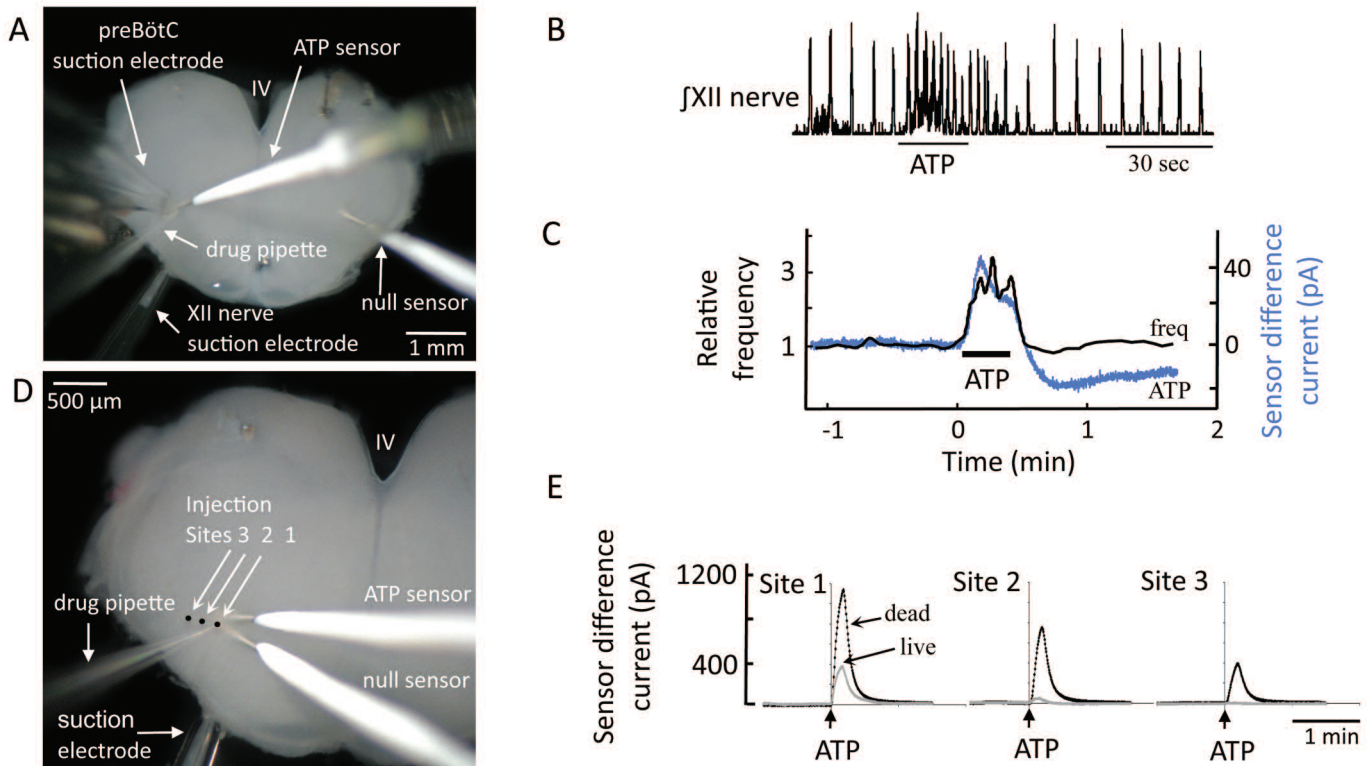 A
preBötC
suction electrode
ATP sensor
IV
drug pipette
null sensor
XII nerve
suction electrode
1 mm
B
∫XII nerve
ATP
30 sec
C
Relative
frequency
3
1
40
0
Sensor difference
current (pA)
freq
ATP
ATP
-1
0
1
2
Time (min)
D
500 µm
IV
Injection
Sites 3 2 1
drug pipette
ATP sensor
null sensor
suction
electrode
E
Sensor difference
current (pA)
1200
400
Site 1
dead
live
Site 2
Site 3
ATP
ATP
ATP
1 min